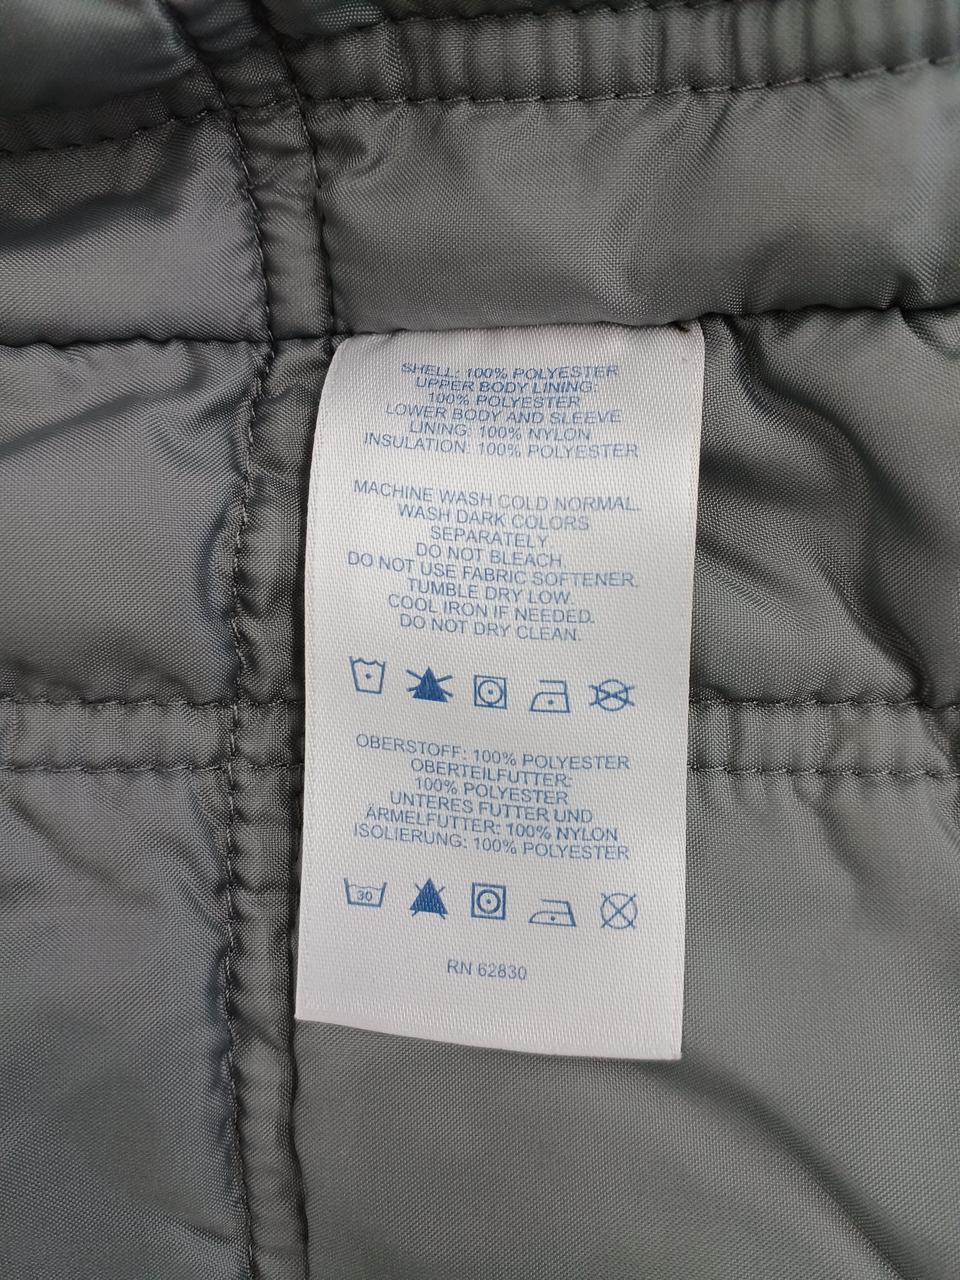 SHELL: 100% POLYESTER
UPPER BODY LINING:
100% POLYESTER
LOWER BODY AND SLEEVE
LINING: 100% NYLON
INSULATION: 100% POLYESTER
MACHINE WASH COLD NORMAL.
WASH DARK COLORS
SEPARATELY.
DO NOT BLEACH.
DO NOT USE FABRIC SOFTENER.
TUMBLE DRY LOW.
COOL IRON IF NEEDED.
DO NOT DRY CLEAN.
OBERSTOFF: 100% POLYESTER
OBERTEILFUTTER:
100% POLYESTER
UNTERES FUTTER UND
ÄRMELFUTTER: 100% NYLON
ISOLIERUNG: 100% POLYESTER
30
RN 62830